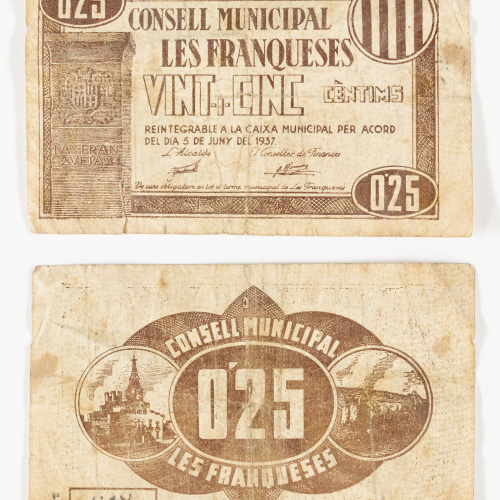 0'25
CONSELL MUNICIPAL
LES FRANQUESES
VINT-I-CINC CÈNTIMS
REINTEGRABLE A LA CAIXA MUNICIPAL PER ACORD
DEL DIA 5 DE JUNY DEL 1937
L'Alcalde El Conseller de Finances
De curs obligatori en tot el terme municipal de Les Franqueses
0'25
CONSELL MUNICIPAL
0'25
LES FRANQUESES